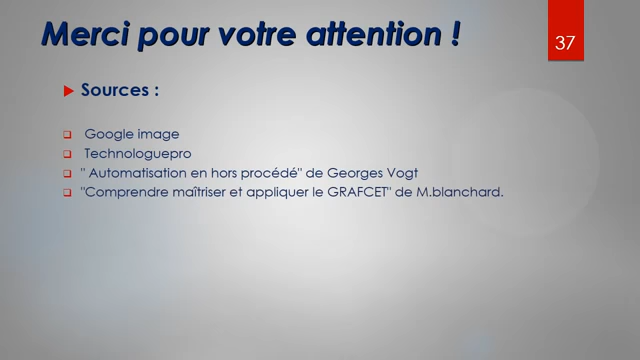 Merci pour votre attention !
37
Sources :
Google image
Technologuepro
" Automatisation en hors procédé" de Georges Vogt
"Comprendre maîtriser et appliquer le GRAFCET" de M.blanchard.